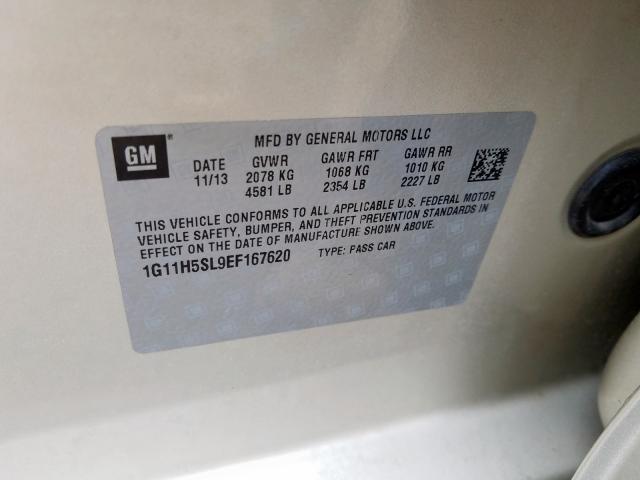 GM ®
MFD BY GENERAL MOTORS LLC
DATE GVWR GAWR FRT GAWR RR
11/13 2078 KG 1068 KG 1010 KG
4581 LB 2354 LB 2227 LB
THIS VEHICLE CONFORMS TO ALL APPLICABLE U.S. FEDERAL MOTOR
VEHICLE SAFETY, BUMPER, AND THEFT PREVENTION STANDARDS IN
EFFECT ON THE DATE OF MANUFACTURE SHOWN ABOVE.
1G11H5SL9EF167620 TYPE: PASS CAR